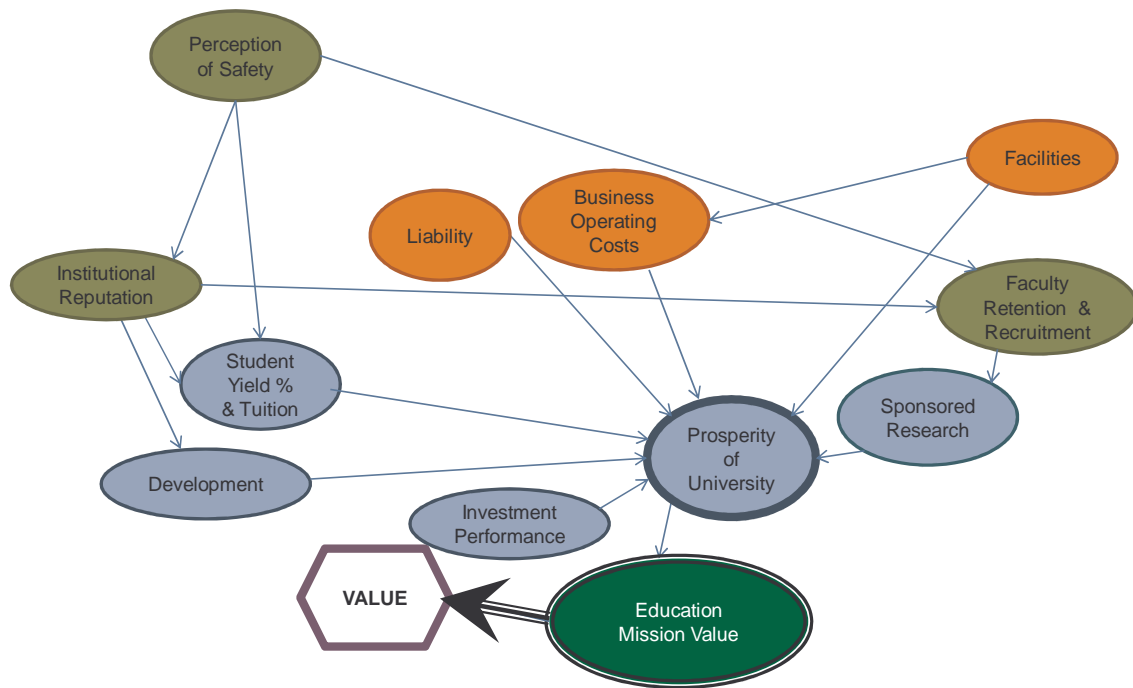 Perception
of Safety
Facilities
Business
Operating
Costs
Liability
Institutional
Reputation
Faculty
Retention &
Recruitment
Student
Yield %
& Tuition
Sponsored
Research
Prosperity
of
University
Development
Investment
Performance
VALUE
Education
Mission Value